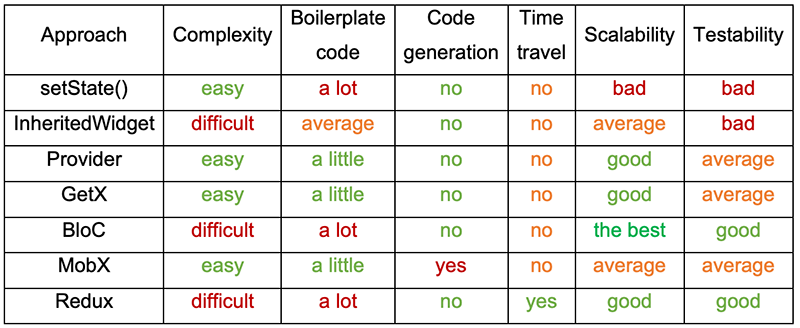 Approach Complexity Boilerplate code Code generation Time travel Scalability Testability
setState() easy a lot no no bad bad
InheritedWidget difficult average no no average bad
Provider easy a little no no good average
GetX easy a little no no good average
BloC difficult a lot no no the best good
MobX easy a little yes no average average
Redux difficult a lot no yes good good